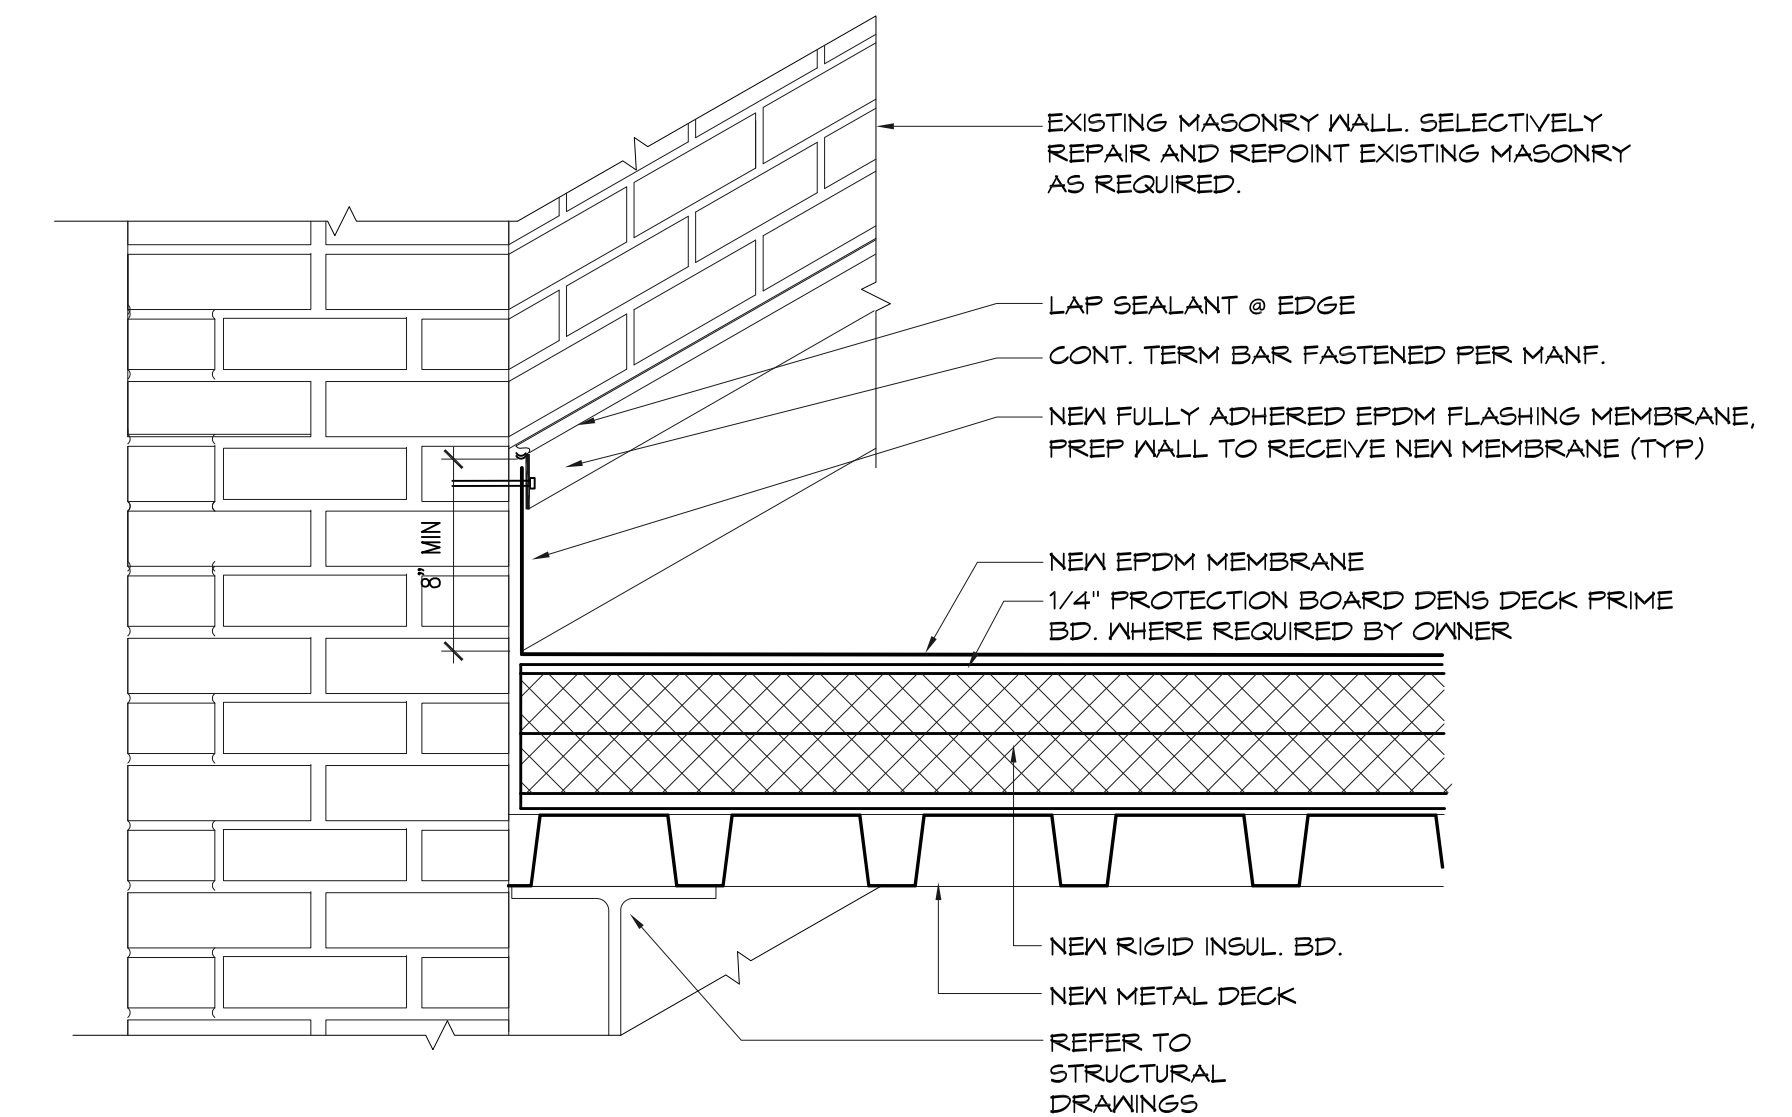 EXISTING MASONRY WALL. SELECTIVELY
REPAIR AND REPOINT EXISTING MASONRY
AS REQUIRED.
LAP SEALANT @ EDGE
CONT. TERM BAR FASTENED PER MANF.
NEW FULLY ADHERED EPDM FLASHING MEMBRANE,
PREP WALL TO RECEIVE NEW MEMBRANE (TYP)
8" MIN
NEW EPDM MEMBRANE
1/4" PROTECTION BOARD DENS DECK PRIME
BD. WHERE REQUIRED BY OWNER
NEW RIGID INSUL. BD.
NEW METAL DECK
REFER TO
STRUCTURAL
DRAWINGS